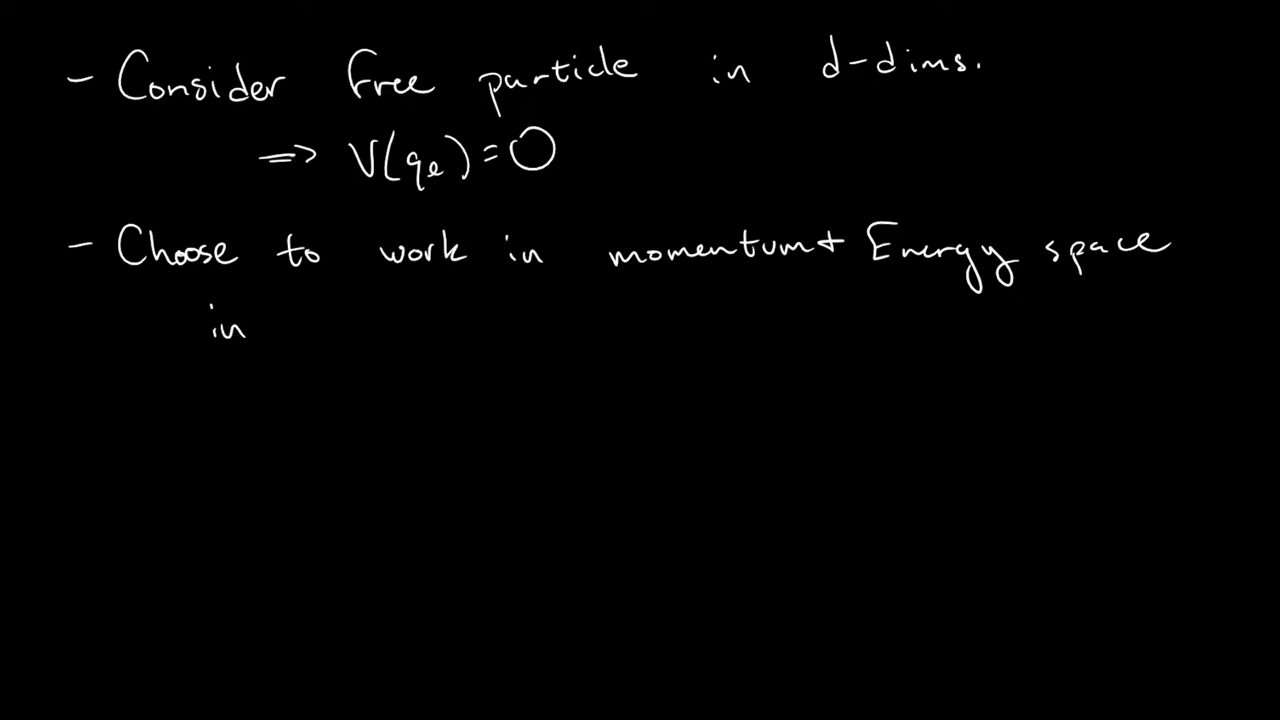 - Consider free particle in d-dims.
=> V(qe)=0
- Choose to work in momentum + Energy space
in